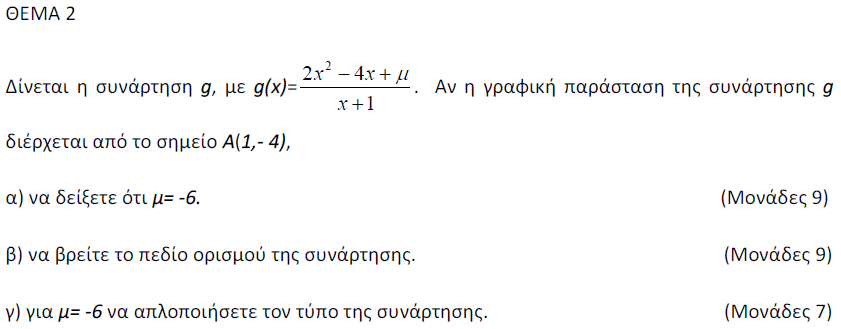 ΘΕΜΑ 2
Δίνεται η συνάρτηση g, με g(x)=\frac{2x^2-4x+μ}{x+1}. Αν η γραφική παράσταση της συνάρτησης g
διέρχεται από το σημείο Α(1,- 4),
α) να δείξετε ότι μ= -6. (Μονάδες 9)
β) να βρείτε το πεδίο ορισμού της συνάρτησης. (Μονάδες 9)
γ) για μ= -6 να απλοποιήσετε τον τύπο της συνάρτησης. (Μονάδες 7)